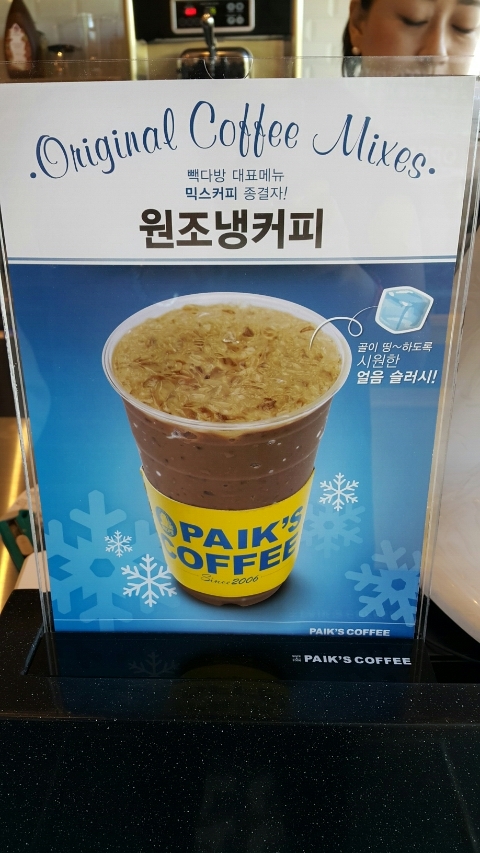 ·Original Coffee Mixes·
빽다방 대표메뉴
믹스커피 종결자!
원조냉커피
골이 띵~하도록
시원한
얼음 슬러시!
PAIK'S
COFFEE
Since 2006
PAIK'S COFFEE
PAIK'S COFFEE